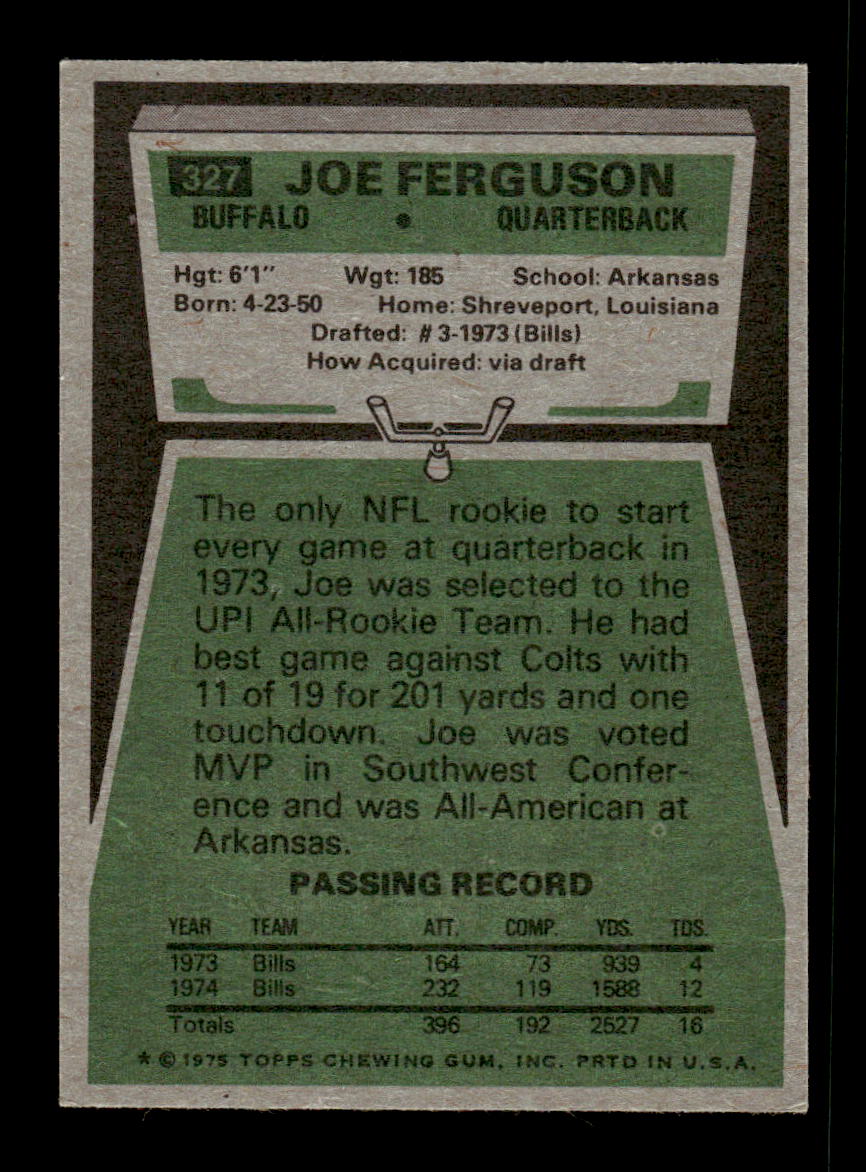 327 JOE FERGUSON
BUFFALO • QUARTERBACK
Hgt: 6'1" Wgt: 185 School: Arkansas
Born: 4-23-50 Home: Shreveport, Louisiana
Drafted: #3-1973 (Bills)
How Acquired: via draft
The only NFL rookie to start
every game at quarterback in
1973, Joe was selected to the
UPI All-Rookie Team. He had
best game against Colts with
11 of 19 for 201 yards and one
touchdown. Joe was voted
MVP in Southwest Confer-
ence and was All-American at
Arkansas.
PASSING RECORD
YEAR TEAM ATT. COMP. YDS. TDS.
1973 Bills 164 73 939 4
1974 Bills 232 119 1588 12
Totals 396 192 2527 16
* © 1975 TOPPS CHEWING GUM, INC. PRTD IN U.S.A.